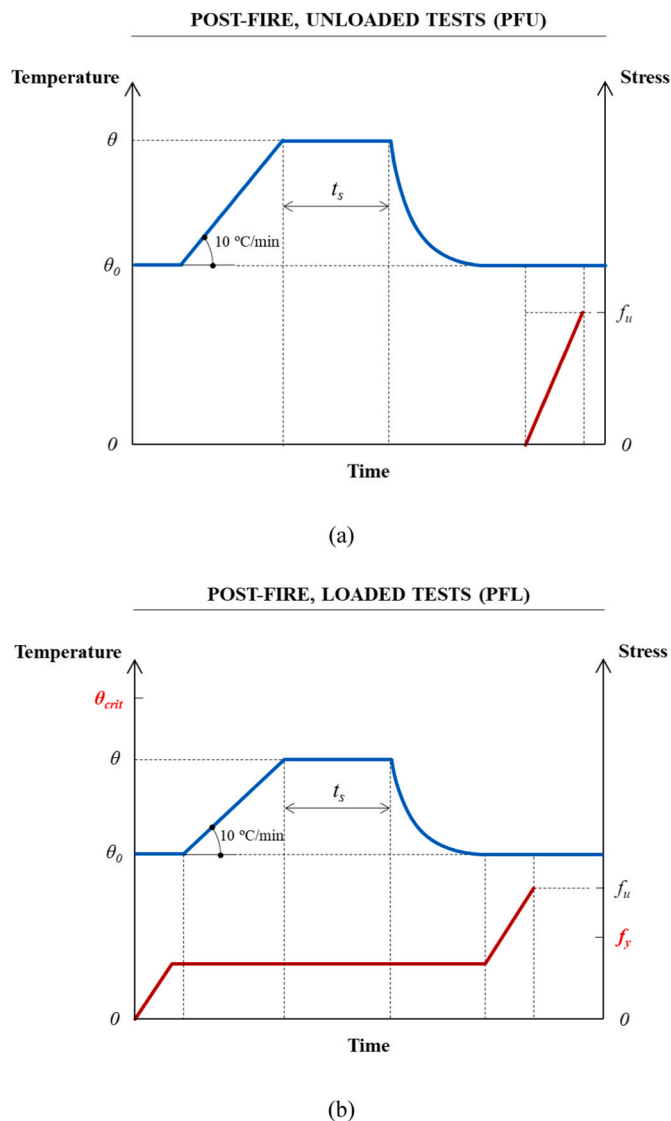 POST-FIRE, UNLOADED TESTS (PFU)
Temperature
Stress
θ
t_s
10 ºC/min
θ_0
f_u
0
0
Time
(a)
POST-FIRE, LOADED TESTS (PFL)
Temperature
Stress
θ_crit
θ
t_s
10 ºC/min
θ_0
f_u
f_y
0
0
Time
(b)